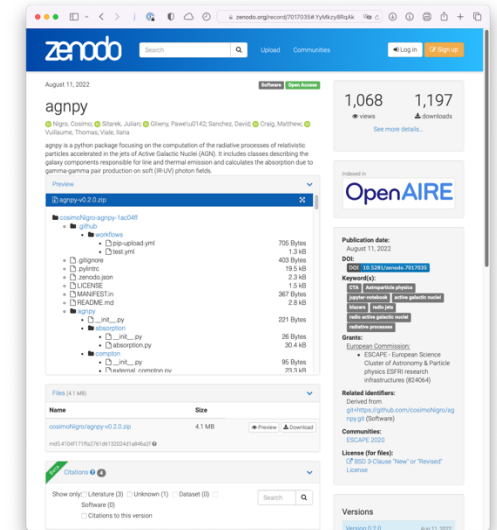 zenodo.org/record/7017035#.YyMkzy8RqAk
zenodo
Search
Upload Communities
Log in
Sign up
August 11, 2022
Software Open Access
agnpy
Nigro, Cosimo; Sitarek, Julian; Gliwny, Paweł\u0142; Sanchez, David; Craig, Matthew;
Vuillaume, Thomas; Viale, Ilaria
agnpy is a python package focusing on the computation of the radiative processes of relativistic
particles accelerated in the jets of Active Galactic Nuclei (AGN). It includes classes describing the
galaxy components responsible for line and thermal emission and calculates the absorption due to
gamma-gamma pair production on soft (IR-UV) photon fields.
Preview
agnpy-v0.2.0.zip
cosimoNigro-agnpy-1ac04ff
.github
workflows
pip-upload.yml 705 Bytes
test.yml 1.3 kB
.gitignore 403 Bytes
.pylintrc 19.5 kB
.zenodo.json 2.3 kB
LICENSE 1.5 kB
MANIFEST.in 367 Bytes
README.md 2.8 kB
agnpy
__init__.py 221 Bytes
absorption
__init__.py 26 Bytes
absorption.py 30.4 kB
compton
__init__.py 95 Bytes
external_compton.py 23.3 kB
Files (4.1 MB)
Name Size
cosimoNigro/agnpy-v0.2.0.zip 4.1 MB Preview Download
Citations 4
Show only: Literature (3) Unknown (1) Dataset (0)
Software (0)
Citations to this version
Search
1,068 1,197
views downloads
See more details...
Indexed in
OpenAIRE
Publication date:
August 11, 2022
DOI:
DOI 10.5281/zenodo.7017035
Keyword(s):
CTA Astroparticle physics
jupyter-notebook active galactic nuclei
blazars radio jets
radio active galactic nuclei
radiative processes
Grants:
European Commission:
ESCAPE - European Science
Cluster of Astronomy & Particle
physics ESFRI research
infrastructures (824064)
Related identifiers:
Derived from
git+https://github.com/cosimoNigro/ag
npy.git (Software)
Communities:
ESCAPE 2020
License (for files):
BSD 3-Clause "New" or "Revised"
License
Versions
Version 0.2.0 Aug 11, 2022